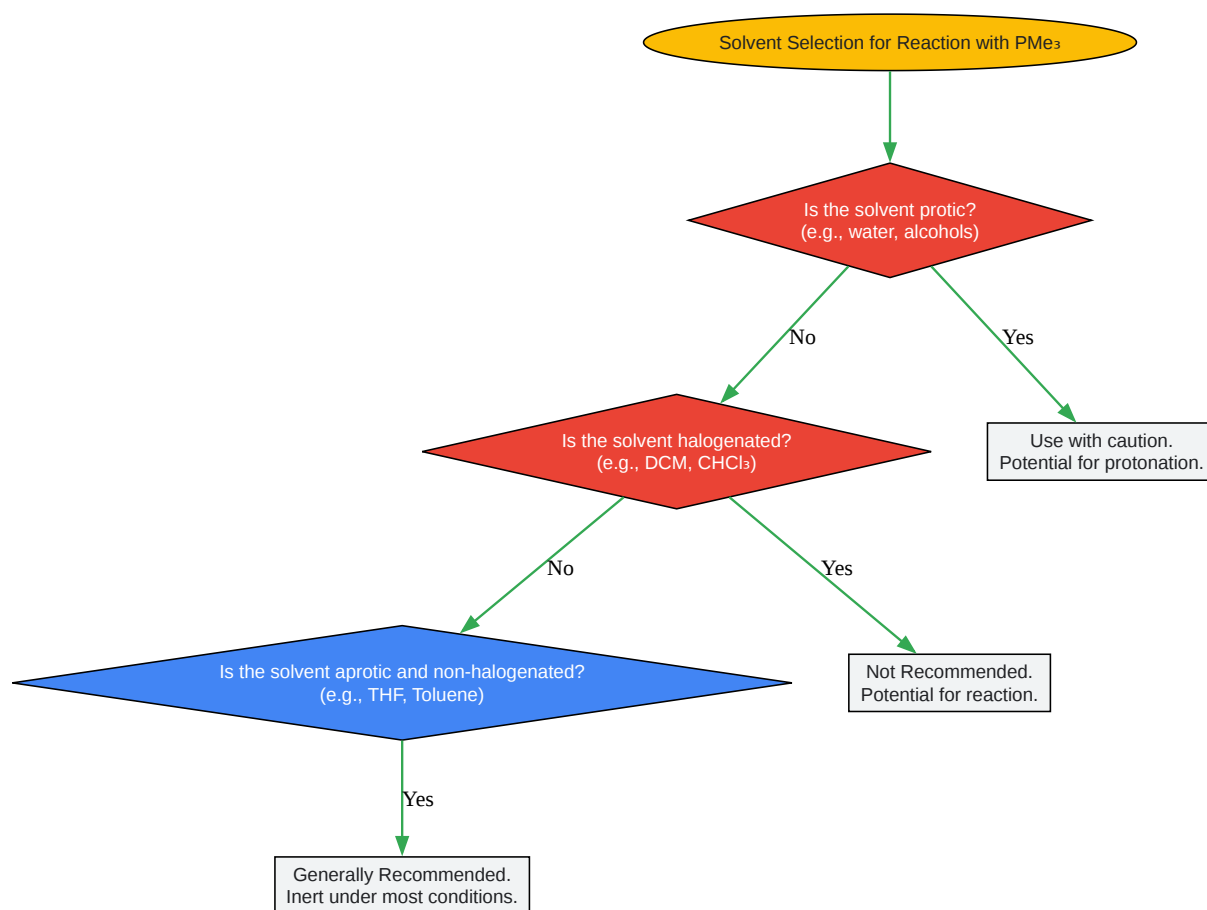 Solvent Selection for Reaction with PMe₃
Is the solvent protic?
(e.g., water, alcohols)
No
Yes
Is the solvent halogenated?
(e.g., DCM, CHCl₃)
Use with caution.
Potential for protonation.
No
Yes
Is the solvent aprotic and non-halogenated?
(e.g., THF, Toluene)
Not Recommended.
Potential for reaction.
Yes
Generally Recommended.
Inert under most conditions.